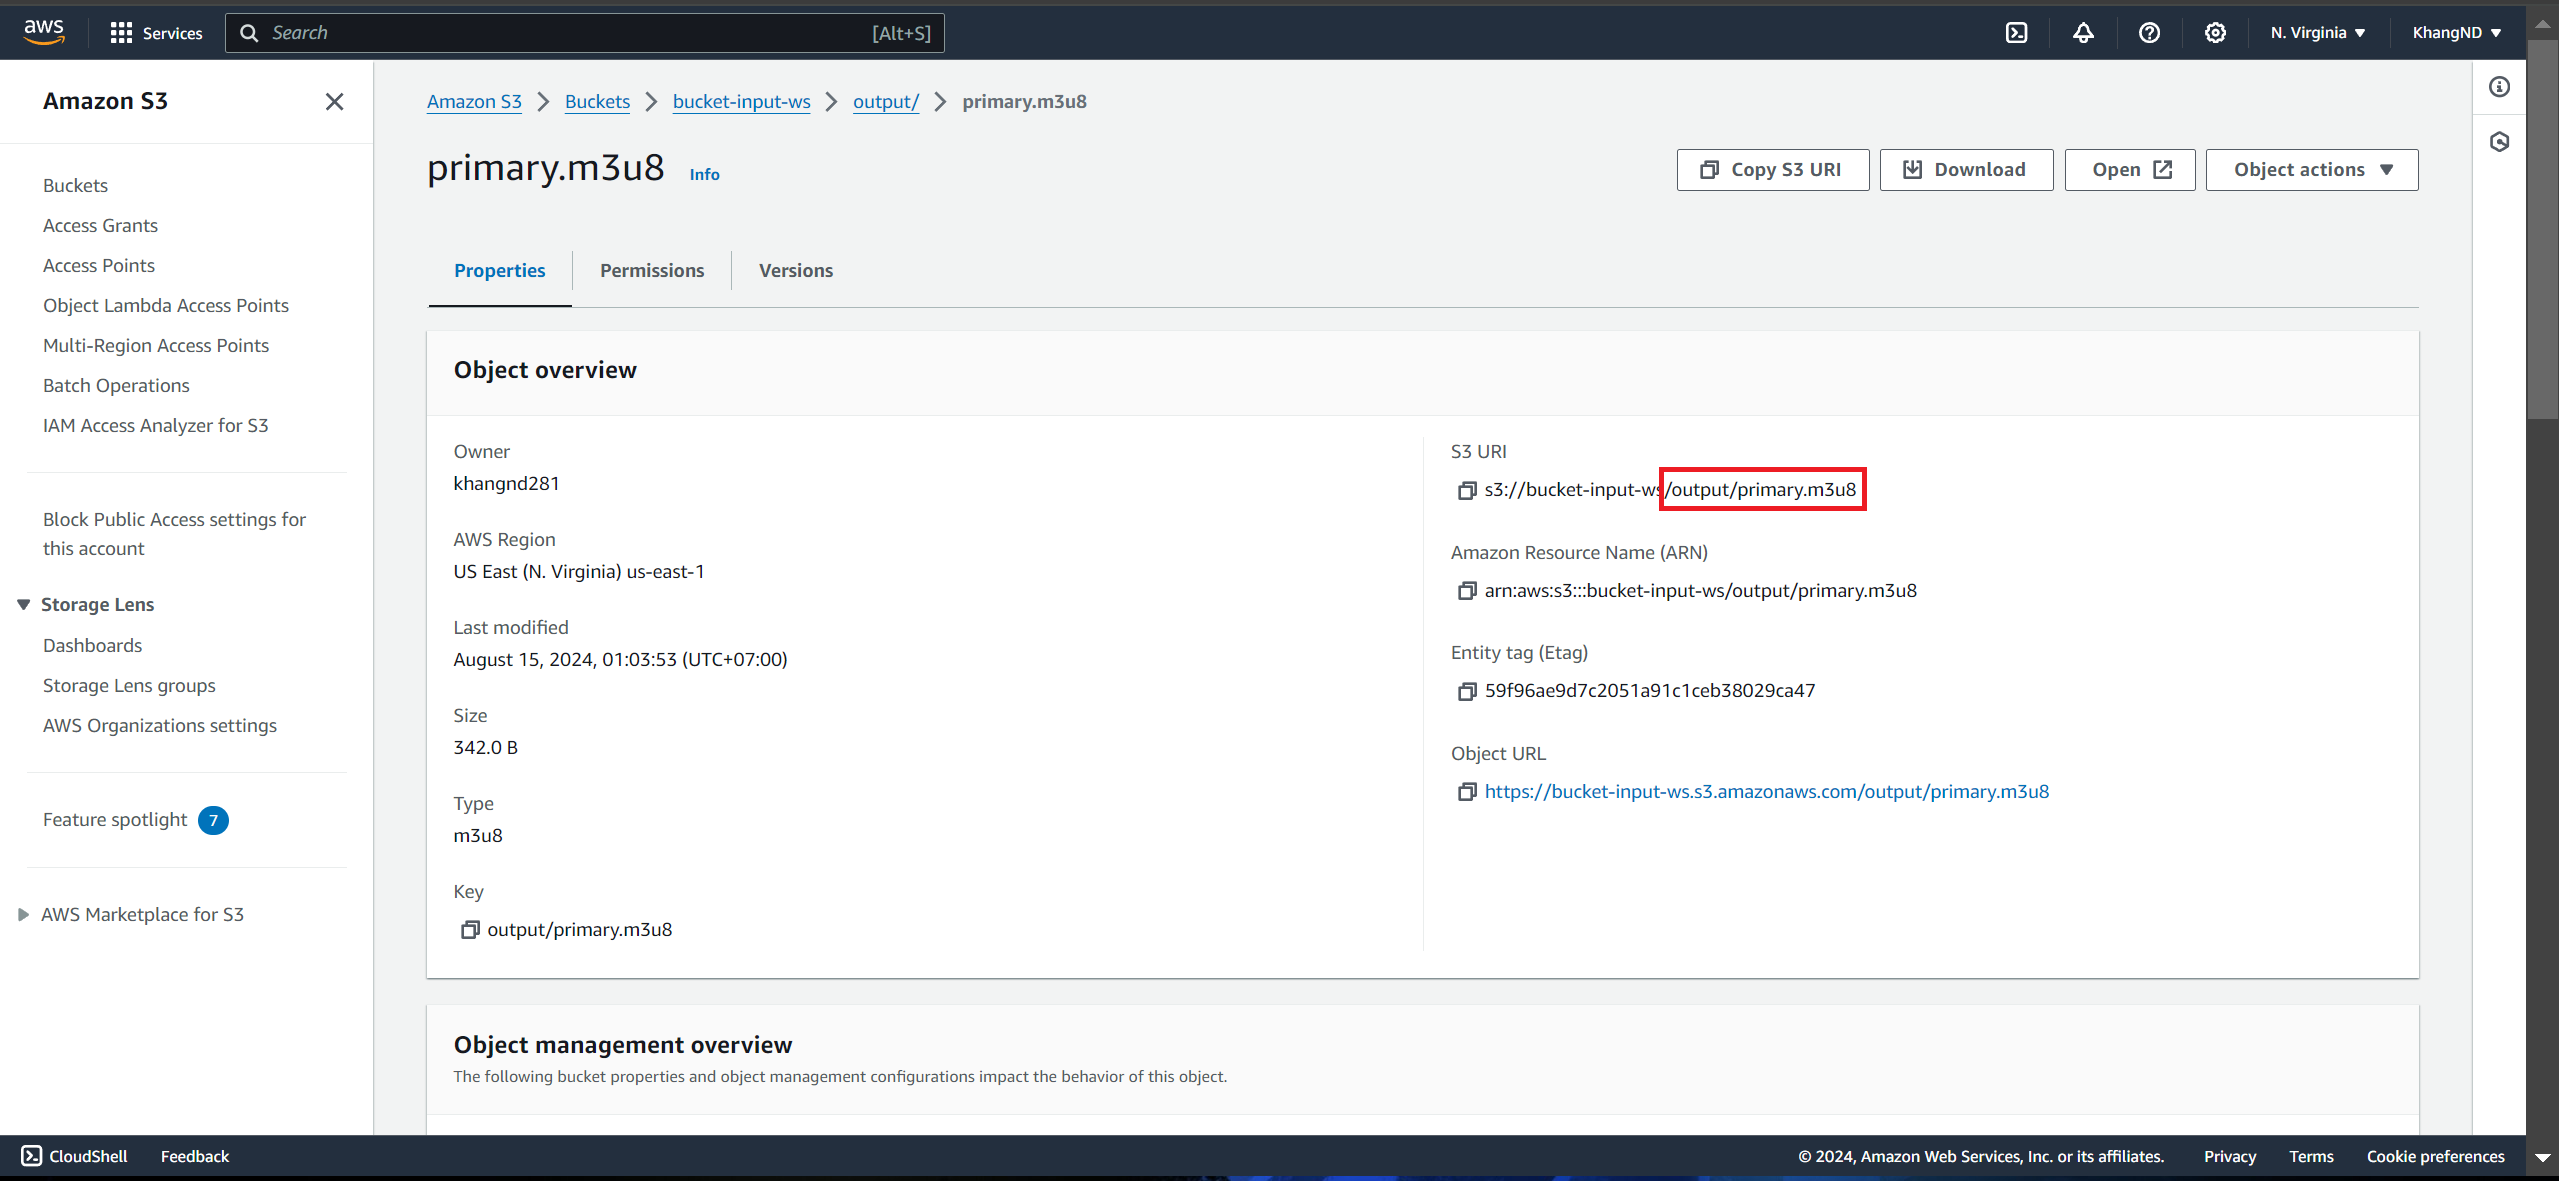 aws
Services
Search
[Alt+S]
N. Virginia
KhangND
Amazon S3
Buckets
Access Grants
Access Points
Object Lambda Access Points
Multi-Region Access Points
Batch Operations
IAM Access Analyzer for S3
Block Public Access settings for
this account
Storage Lens
Dashboards
Storage Lens groups
AWS Organizations settings
Feature spotlight 7
AWS Marketplace for S3
Amazon S3 > Buckets > bucket-input-ws > output/ > primary.m3u8
primary.m3u8 Info
Copy S3 URI
Download
Open
Object actions
Properties
Permissions
Versions
Object overview
Owner
khangnd281
AWS Region
US East (N. Virginia) us-east-1
Last modified
August 15, 2024, 01:03:53 (UTC+07:00)
Size
342.0 B
Type
m3u8
Key
output/primary.m3u8
S3 URI
s3://bucket-input-ws/output/primary.m3u8
Amazon Resource Name (ARN)
arn:aws:s3:::bucket-input-ws/output/primary.m3u8
Entity tag (Etag)
59f96ae9d7c2051a91c1ceb38029ca47
Object URL
https://bucket-input-ws.s3.amazonaws.com/output/primary.m3u8
Object management overview
The following bucket properties and object management configurations impact the behavior of this object.
CloudShell
Feedback
© 2024, Amazon Web Services, Inc. or its affiliates.
Privacy
Terms
Cookie preferences